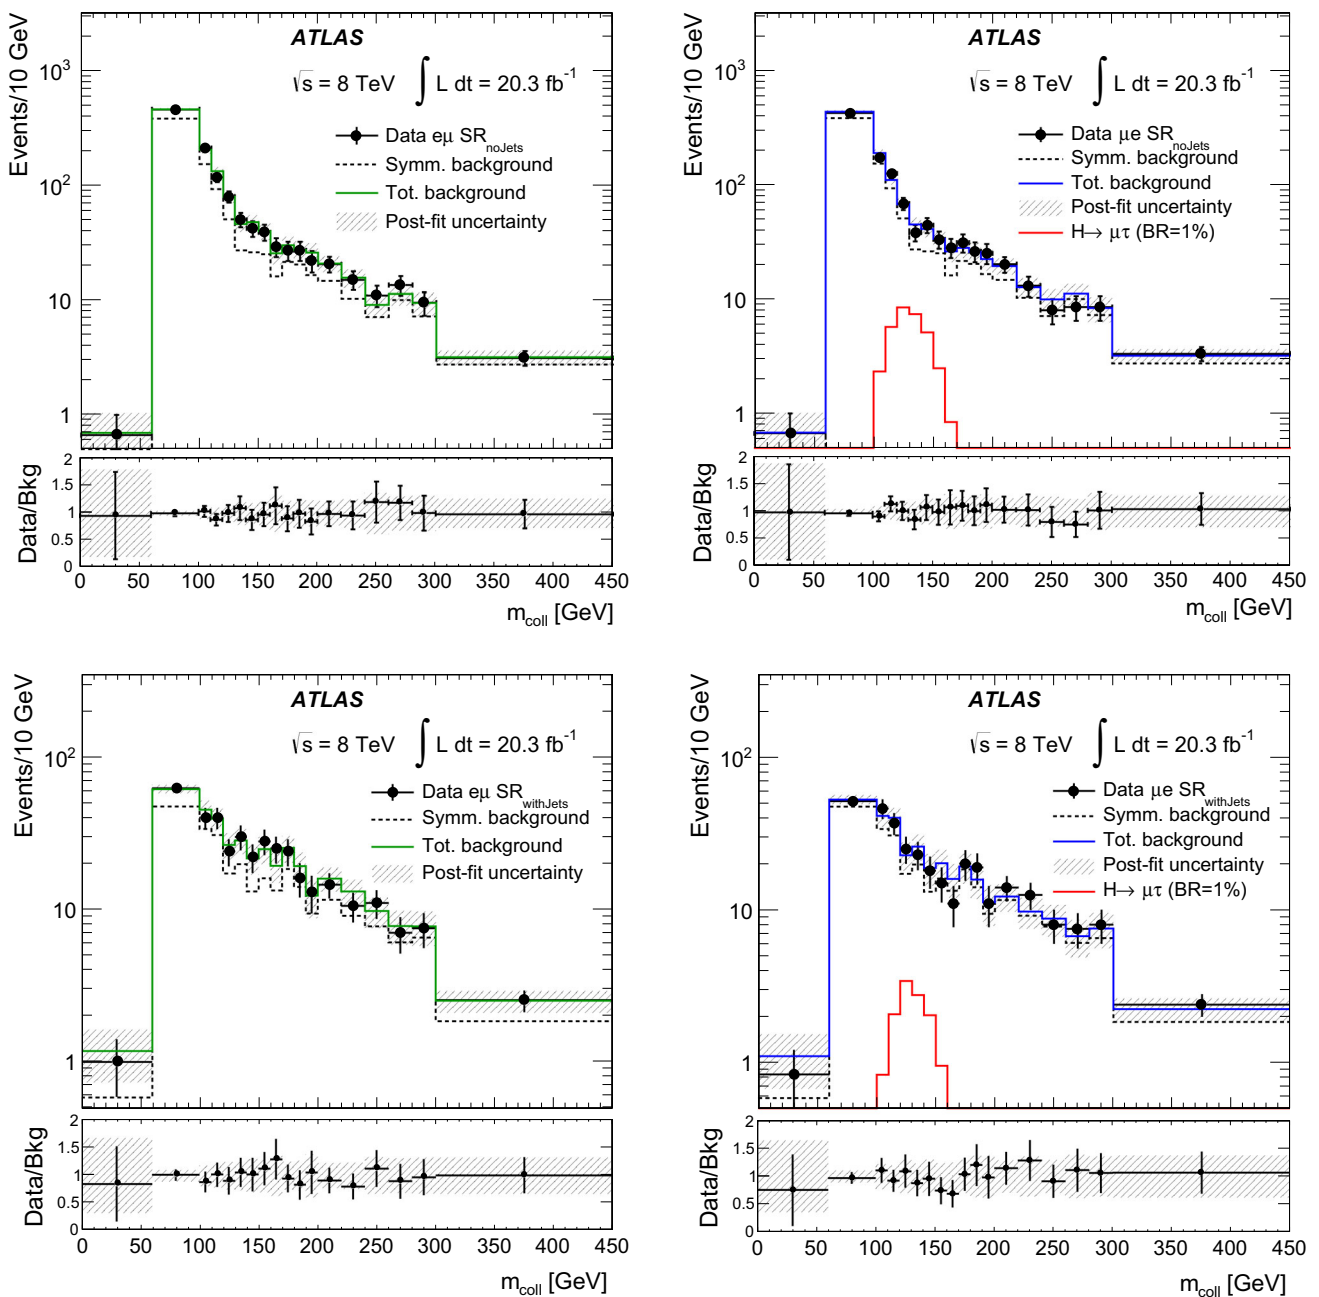 ATLAS
√s = 8 TeV ∫ L dt = 20.3 fb⁻¹
Data eμ SR_noJets
Symm. background
Tot. background
Post-fit uncertainty
Events/10 GeV
10³
10²
10
1
Data/Bkg
2
1.5
1
0.5
0
0 50 100 150 200 250 300 350 400 450
m_coll [GeV]
ATLAS
√s = 8 TeV ∫ L dt = 20.3 fb⁻¹
Data μe SR_noJets
Symm. background
Tot. background
Post-fit uncertainty
H→ μτ (BR=1%)
Events/10 GeV
10³
10²
10
1
Data/Bkg
2
1.5
1
0.5
0
0 50 100 150 200 250 300 350 400 450
m_coll [GeV]
ATLAS
√s = 8 TeV ∫ L dt = 20.3 fb⁻¹
Data eμ SR_withJets
Symm. background
Tot. background
Post-fit uncertainty
Events/10 GeV
10²
10
1
Data/Bkg
2
1.5
1
0.5
0
0 50 100 150 200 250 300 350 400 450
m_coll [GeV]
ATLAS
√s = 8 TeV ∫ L dt = 20.3 fb⁻¹
Data μe SR_withJets
Symm. background
Tot. background
Post-fit uncertainty
H→ μτ (BR=1%)
Events/10 GeV
10²
10
1
Data/Bkg
2
1.5
1
0.5
0
0 50 100 150 200 250 300 350 400 450
m_coll [GeV]